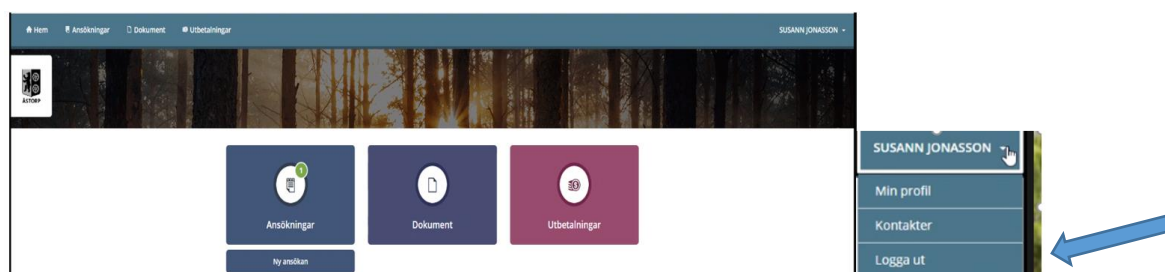 Hem Ansökningar Dokument Utbetalningar SUSANN JONASSON
ÅSTORP
1
Ansökningar Dokument Utbetalningar
Ny ansökan
SUSANN JONASSON
Min profil
Kontakter
Logga ut